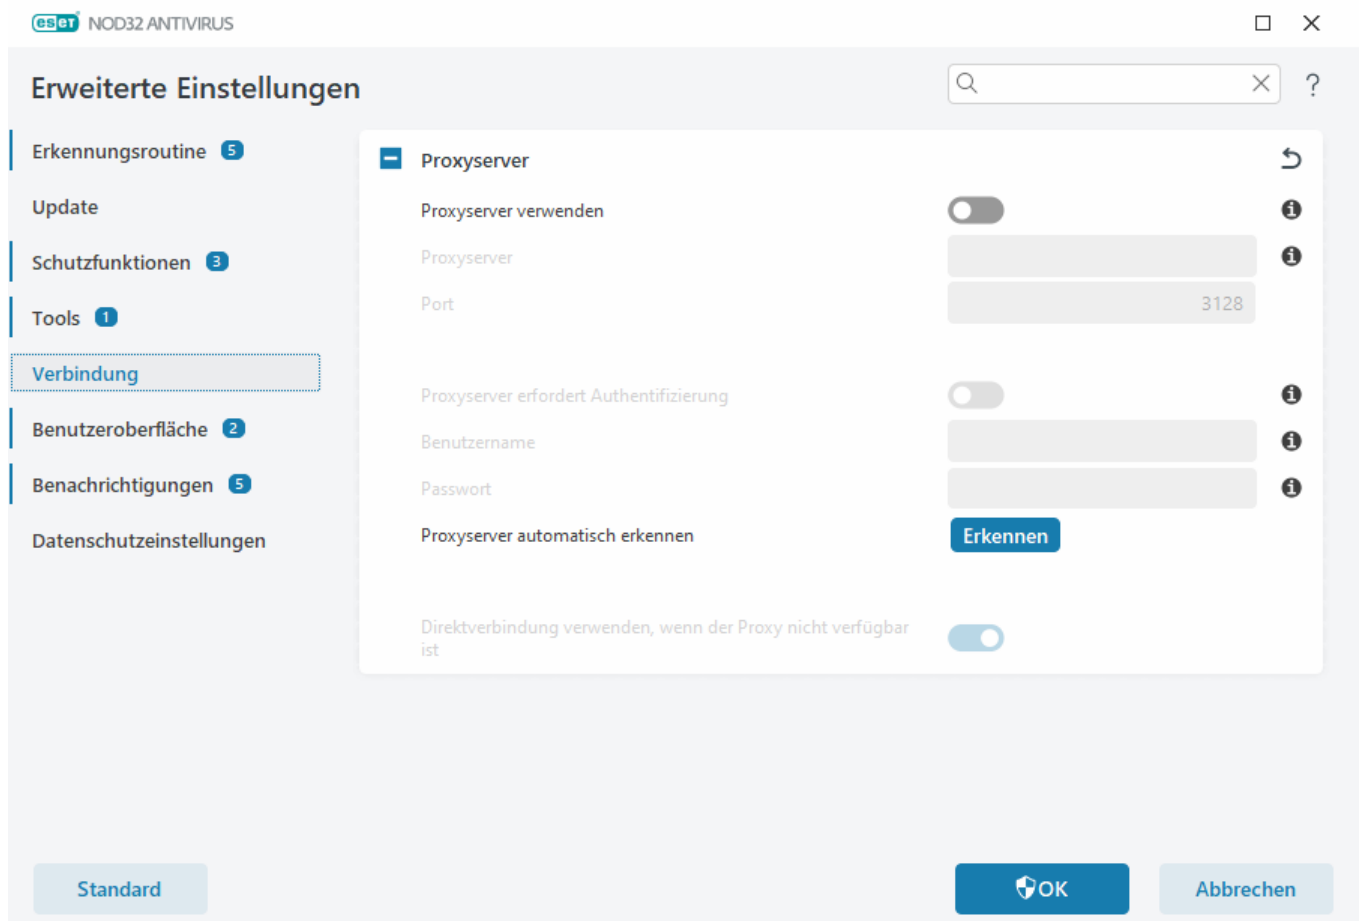 eset NOD32 ANTIVIRUS
Erweiterte Einstellungen
?
Erkennungsroutine 5
Update
Schutzfunktionen 3
Tools 1
Verbindung
Benutzeroberfläche 2
Benachrichtigungen 5
Datenschutzeinstellungen
Proxyserver
Proxyserver verwenden
Proxyserver
Port 3128
Proxyserver erfordert Authentifizierung
Benutzername
Passwort
Proxyserver automatisch erkennen Erkennen
Direktverbindung verwenden, wenn der Proxy nicht verfügbar
ist
Standard
OK
Abbrechen